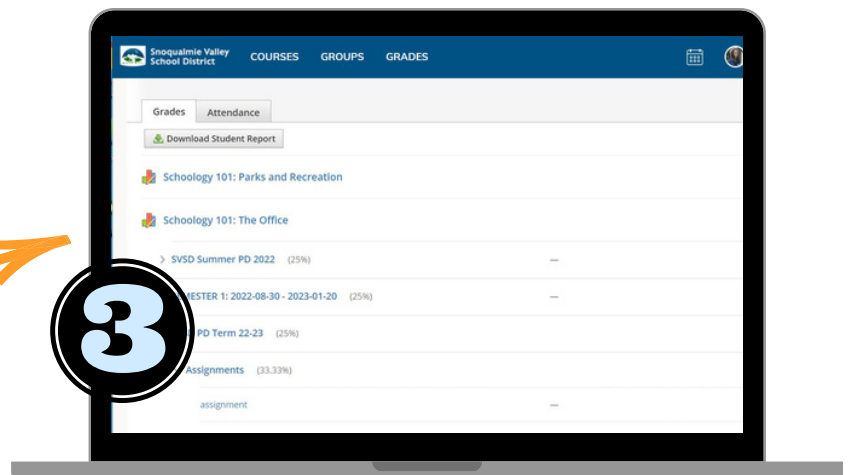 Snoqualmie Valley
School District
COURSES GROUPS GRADES
Grades Attendance
Download Student Report
Schoology 101: Parks and Recreation
Schoology 101: The Office
SVSD Summer PD 2022 (25%)
—
2022-08-30 - 2023-01-20 (25%)
—
PD Term 22-23 (25%)
Assignments (33.33%)
assignment
—
3